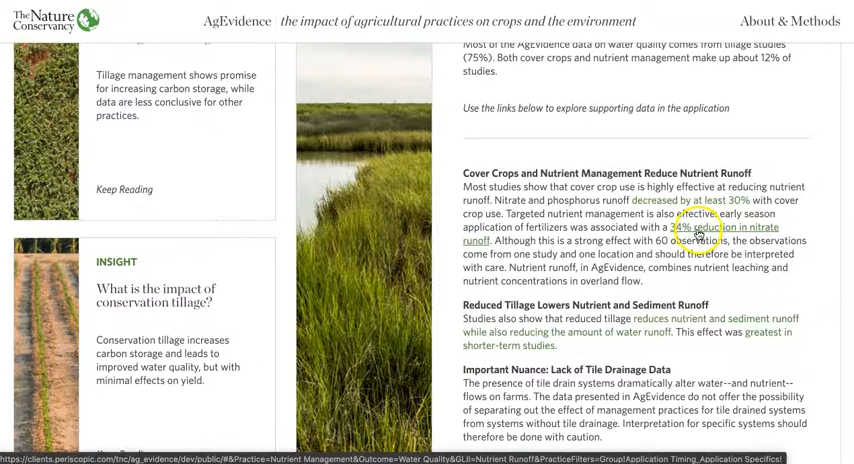 The Nature
Conservancy
AgEvidence the impact of agricultural practices on crops and the environment
About & Methods
Tillage management shows promise
for increasing carbon storage, while
data are less conclusive for other
practices.
Keep Reading
INSIGHT
What is the impact of
conservation tillage?
Conservation tillage increases
carbon storage and leads to
improved water quality, but with
minimal effects on yield.
Most of the AgEvidence data on water quality comes from tillage studies
(75%). Both cover crops and nutrient management make up about 12% of
studies.
Use the links below to explore supporting data in the application
Cover Crops and Nutrient Management Reduce Nutrient Runoff
Most studies show that cover crop use is highly effective at reducing nutrient
runoff. Nitrate and phosphorus runoff decreased by at least 30% with cover
crop use. Targeted nutrient management is also effective; early season
application of fertilizers was associated with a 34% reduction in nitrate
runoff. Although this is a strong effect with 60 observations, the observations
come from one study and one location and should therefore be interpreted
with care. Nutrient runoff, in AgEvidence, combines nutrient leaching and
nutrient concentrations in overland flow.
Reduced Tillage Lowers Nutrient and Sediment Runoff
Studies also show that reduced tillage reduces nutrient and sediment runoff
while also reducing the amount of water runoff. This effect was greatest in
shorter-term studies.
Important Nuance: Lack of Tile Drainage Data
The presence of tile drain systems dramatically alter water--and nutrient--
flows on farms. The data presented in AgEvidence do not offer the possibility
of separating out the effect of management practices for tile drained systems
from systems without tile drainage. Interpretation for specific systems should
therefore be done with caution.
https://clients.periscopic.com/tnc/ag_evidence/dev/public/#&Practice=Nutrient Management&Outcome=Water Quality&GLII=Nutrient Runoff&PracticeFilters=Group!Application Timing_Application Specifics!